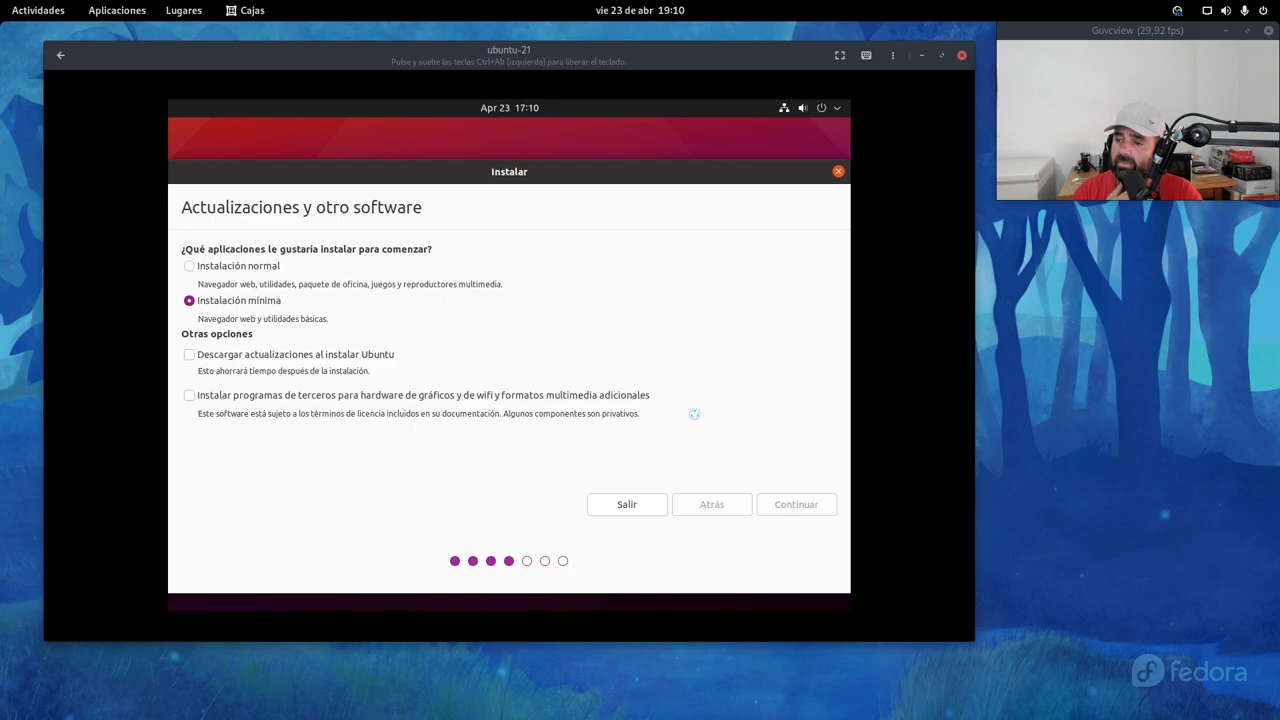 Actividades Aplicaciones Lugares Cajas vie 23 de abr 19:10
Guvcview (29,92 fps)
ubuntu-21
Pulse y suelte las teclas Ctrl+Alt [izquierda] para liberar el teclado.
Apr 23 17:10
Instalar
Actualizaciones y otro software
¿Qué aplicaciones le gustaría instalar para comenzar?
Instalación normal
Navegador web, utilidades, paquete de oficina, juegos y reproductores multimedia.
Instalación mínima
Navegador web y utilidades básicas.
Otras opciones
Descargar actualizaciones al instalar Ubuntu
Esto ahorrará tiempo después de la instalación.
Instalar programas de terceros para hardware de gráficos y de wifi y formatos multimedia adicionales
Este software está sujeto a los términos de licencia incluidos en su documentación. Algunos componentes son privativos.
Salir Atrás Continuar
fedora